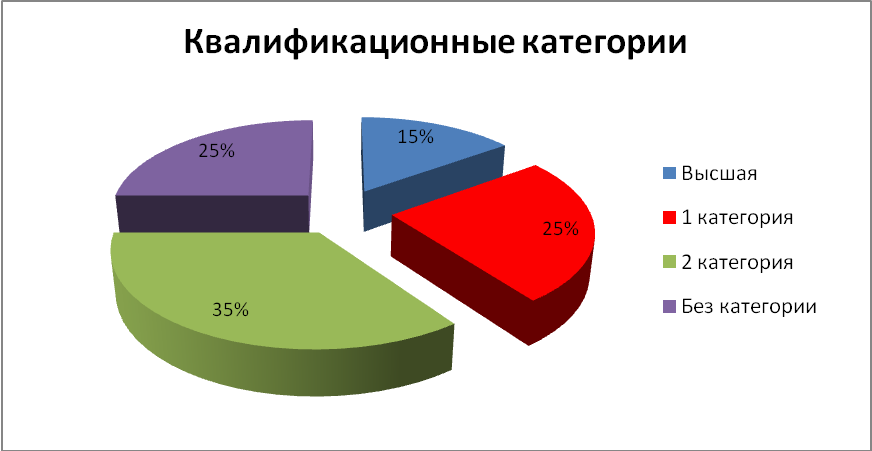 Квалификационные категории
15%
25%
25%
35%
Высшая
1 категория
2 категория
Без категории